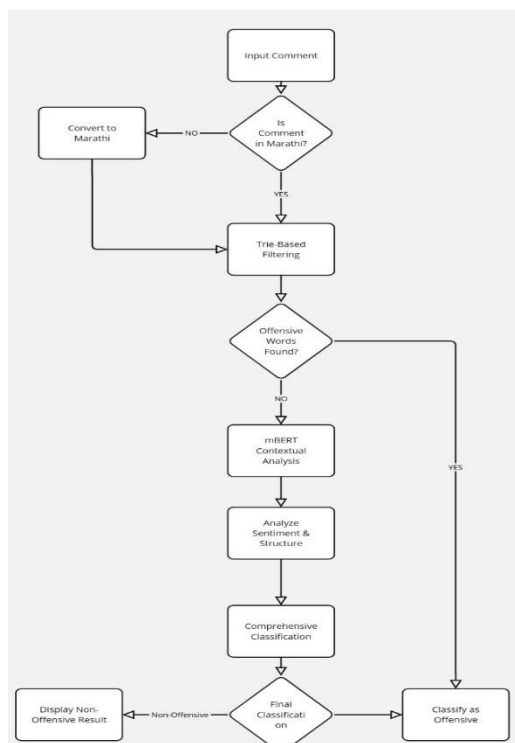 Input Comment
Is
Comment
in Marathi?
NO
Convert to
Marathi
YES
Trie-Based
Filtering
Offensive
Words
Found?
NO
YES
mBERT
Contextual
Analysis
Analyze
Sentiment &
Structure
Comprehensive
Classification
Final
Classificati
on
Non-Offensive
Display Non-
Offensive Result
Classify as
Offensive